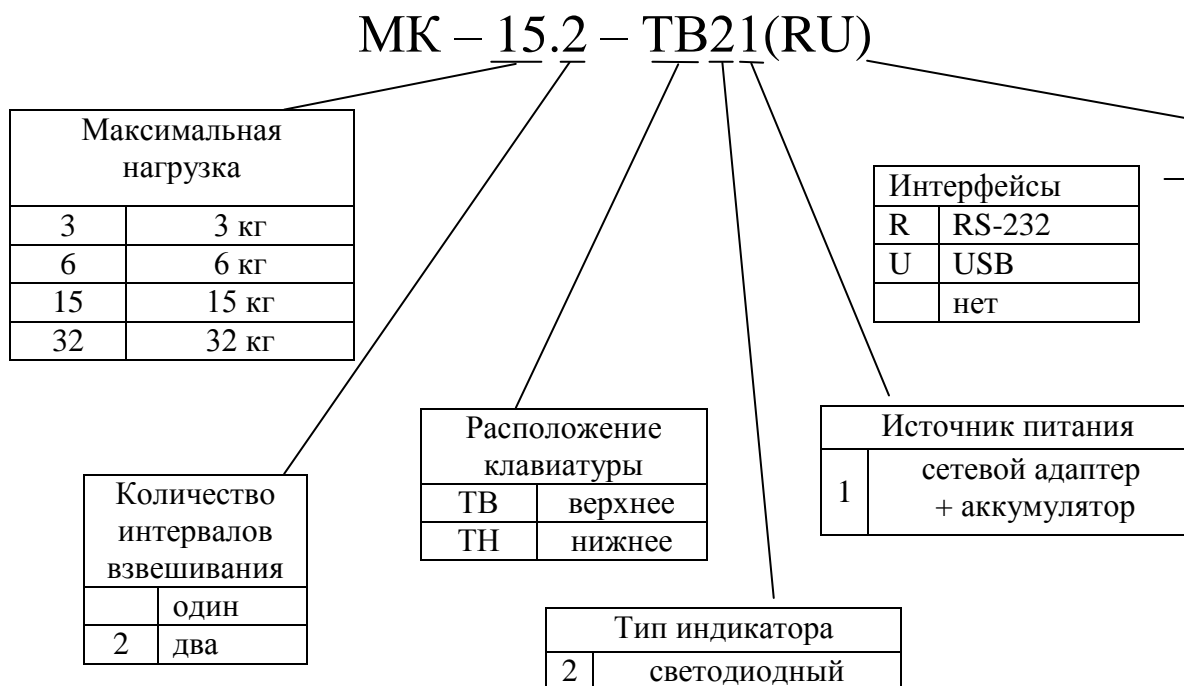 МК – 15.2 – ТВ21(RU)
Максимальная
нагрузка
3 3 кг
6 6 кг
15 15 кг
32 32 кг
Интерфейсы
R RS-232
U USB
нет
Расположение
клавиатуры
ТВ верхнее
ТН нижнее
Источник питания
1 сетевой адаптер
+ аккумулятор
Количество
интервалов
взвешивания
один
2 два
Тип индикатора
2 светодиодный